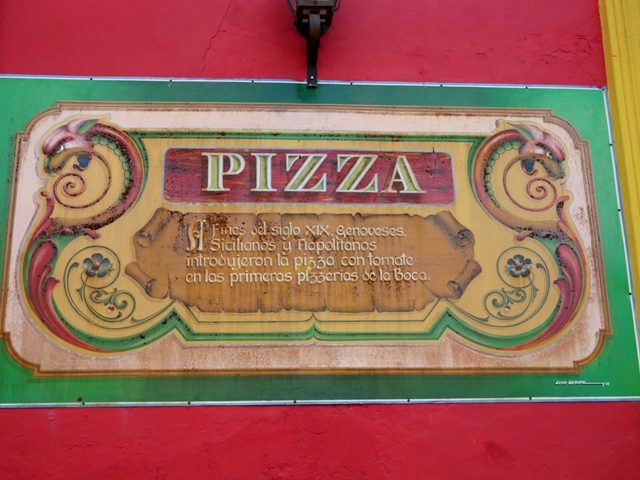 PIZZA
A fines del siglo XIX, Genoveses,
Sicilianos y Napolitanos
introdujeron la pizza con tomate
en las primeras pizzerias de la Boca.